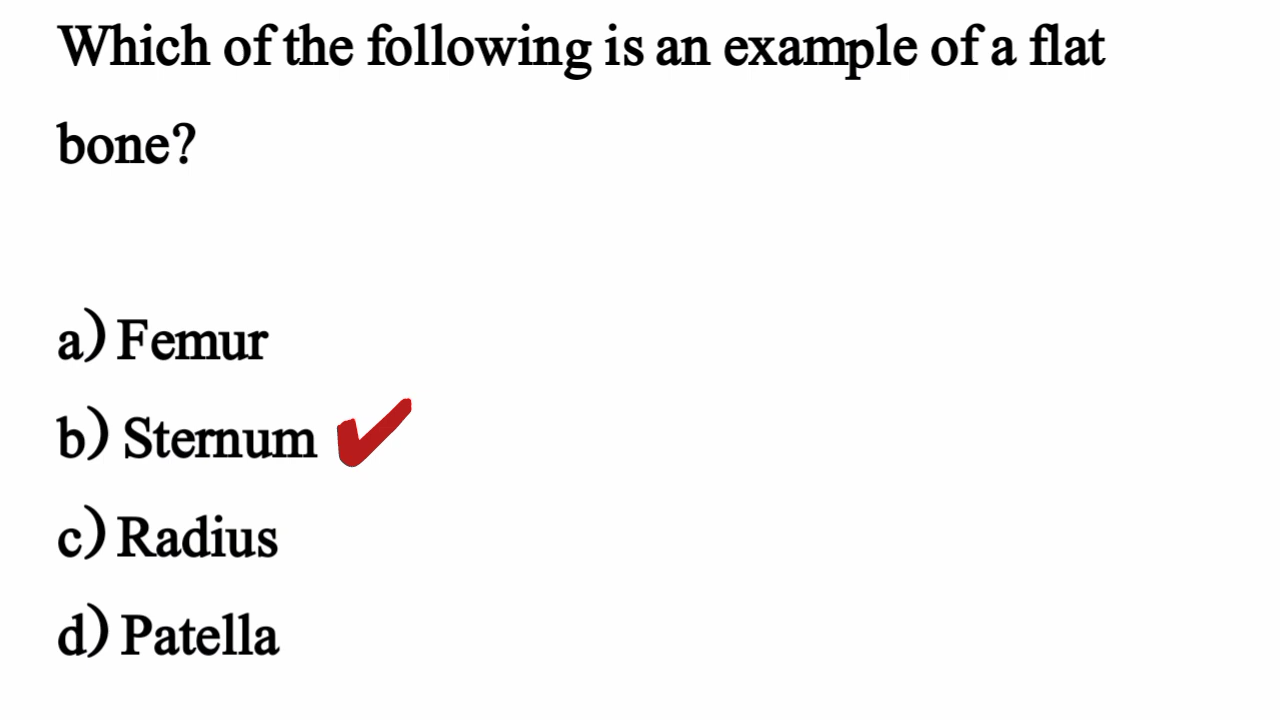 Which of the following is an example of a flat
bone?
a) Femur
b) Sternum ✔
c) Radius
d) Patella